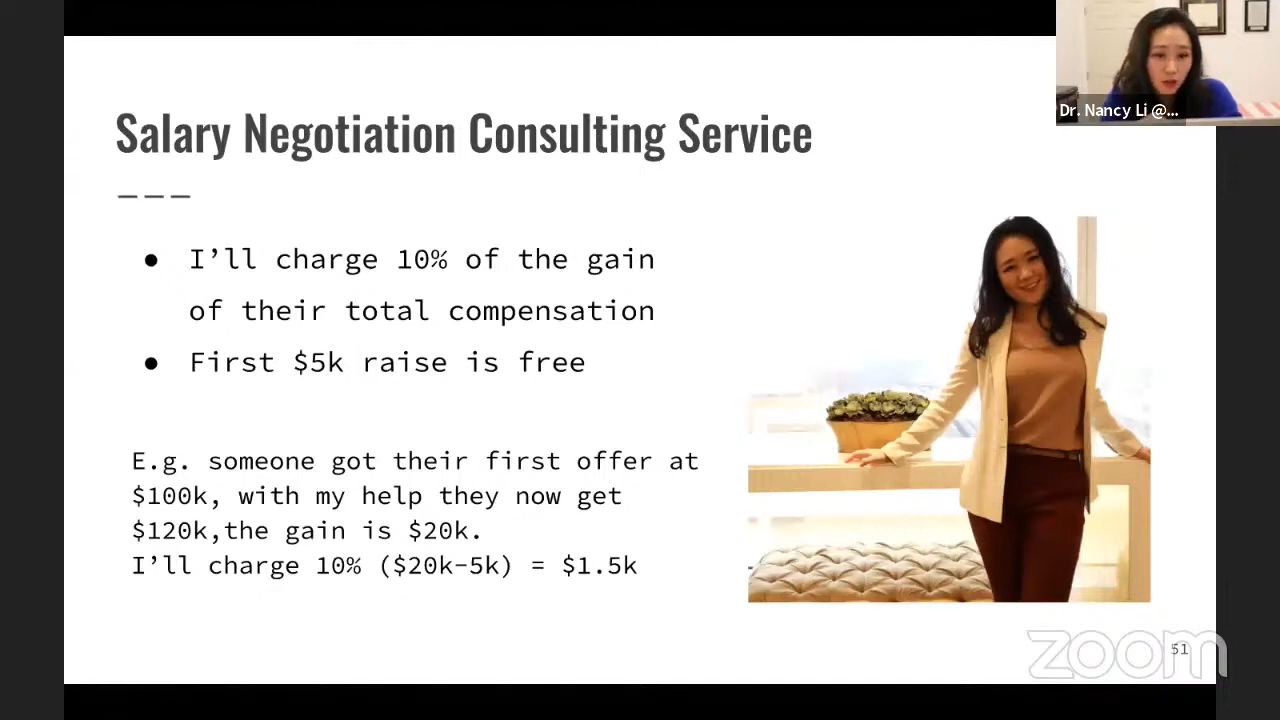 Dr. Nancy Li @...
Salary Negotiation Consulting Service
● I’ll charge 10% of the gain
of their total compensation
● First $5k raise is free
E.g. someone got their first offer at
$100k, with my help they now get
$120k,the gain is $20k.
I’ll charge 10% ($20k-5k) = $1.5k
51
zoom